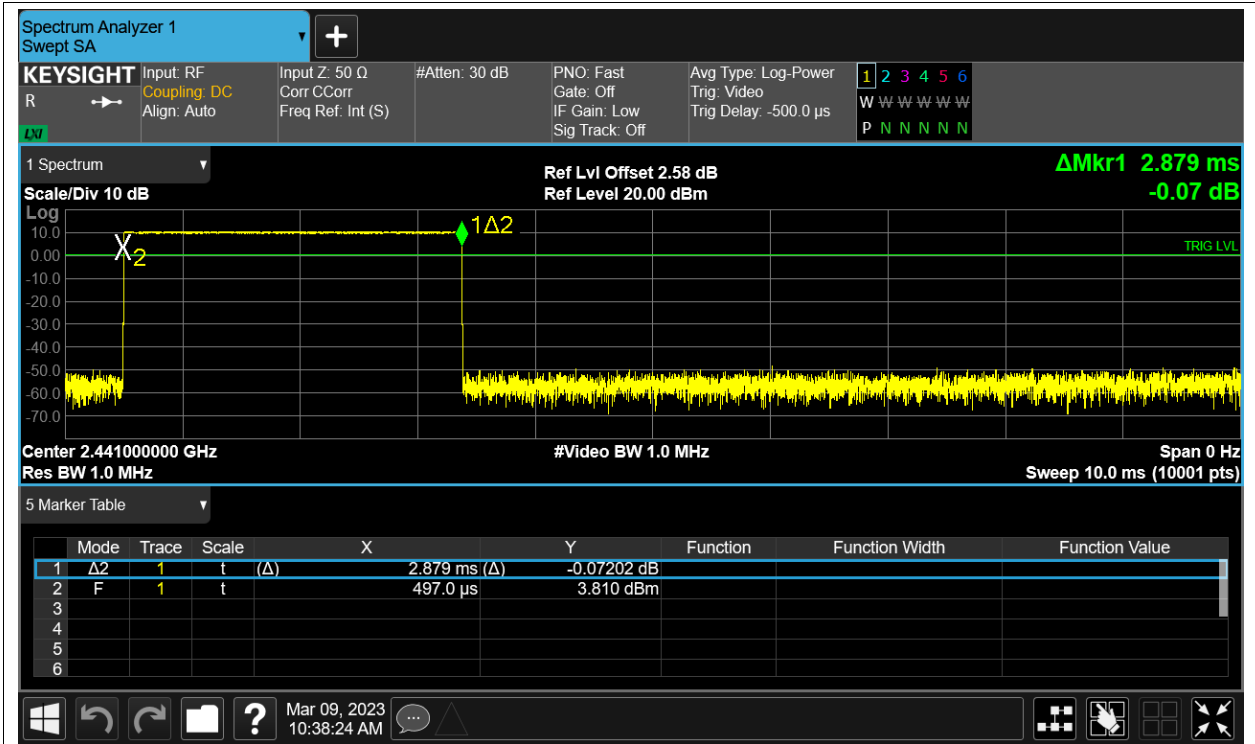 Spectrum Analyzer 1
Swept SA
KEYSIGHT Input: RF Input Z: 50 Ω #Atten: 30 dB PNO: Fast Avg Type: Log-Power 1 2 3 4 5 6
R Coupling: DC Corr CCorr Gate: Off Trig: Video W W W W W W
Align: Auto Freq Ref: Int (S) IF Gain: Low Trig Delay: -500.0 µs
LXI Sig Track: Off P N N N N N
1 Spectrum Ref Lvl Offset 2.58 dB ΔMkr1 2.879 ms
Scale/Div 10 dB Ref Level 20.00 dBm -0.07 dB
Log
10.0 1Δ2
0.00 X2 TRIG LVL
-10.0
-20.0
-30.0
-40.0
-50.0
-60.0
-70.0
Center 2.441000000 GHz #Video BW 1.0 MHz Span 0 Hz
Res BW 1.0 MHz Sweep 10.0 ms (10001 pts)
5 Marker Table
Mode Trace Scale X Y Function Function Width Function Value
1 Δ2 1 t (Δ) 2.879 ms (Δ) -0.07202 dB
2 F 1 t 497.0 µs 3.810 dBm
3
4
5
6
? Mar 09, 2023
10:38:24 AM